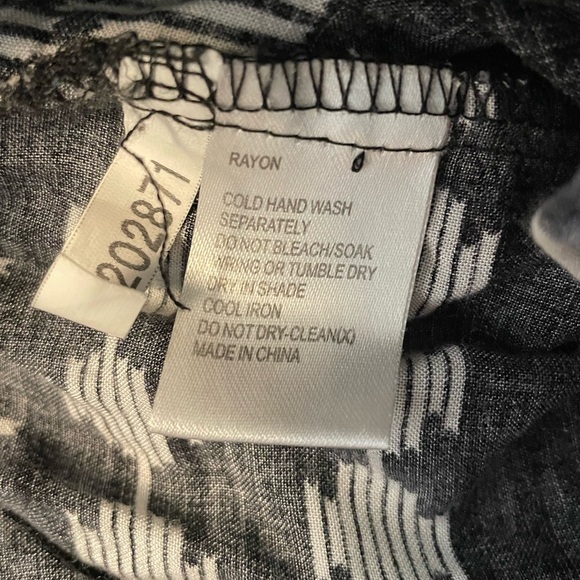 RAYON
COLD HAND WASH
SEPARATELY
DO NOT BLEACH/SOAK
WRING OR TUMBLE DRY
DRY IN SHADE
COOL IRON
DO NOT DRY-CLEAN(X)
MADE IN CHINA
202871